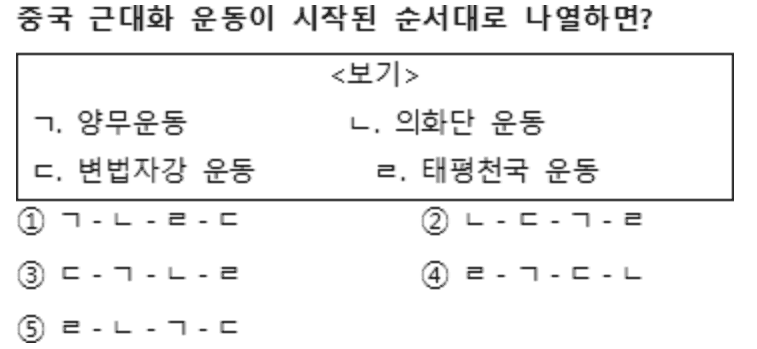 중국 근대화 운동이 시작된 순서대로 나열하면?
<보기>
ㄱ. 양무운동 ㄴ. 의화단 운동
ㄷ. 변법자강 운동 ㄹ. 태평천국 운동
① ㄱ - ㄴ - ㄹ - ㄷ ② ㄴ - ㄷ - ㄱ - ㄹ
③ ㄷ - ㄱ - ㄴ - ㄹ ④ ㄹ - ㄱ - ㄷ - ㄴ
⑤ ㄹ - ㄴ - ㄱ - ㄷ